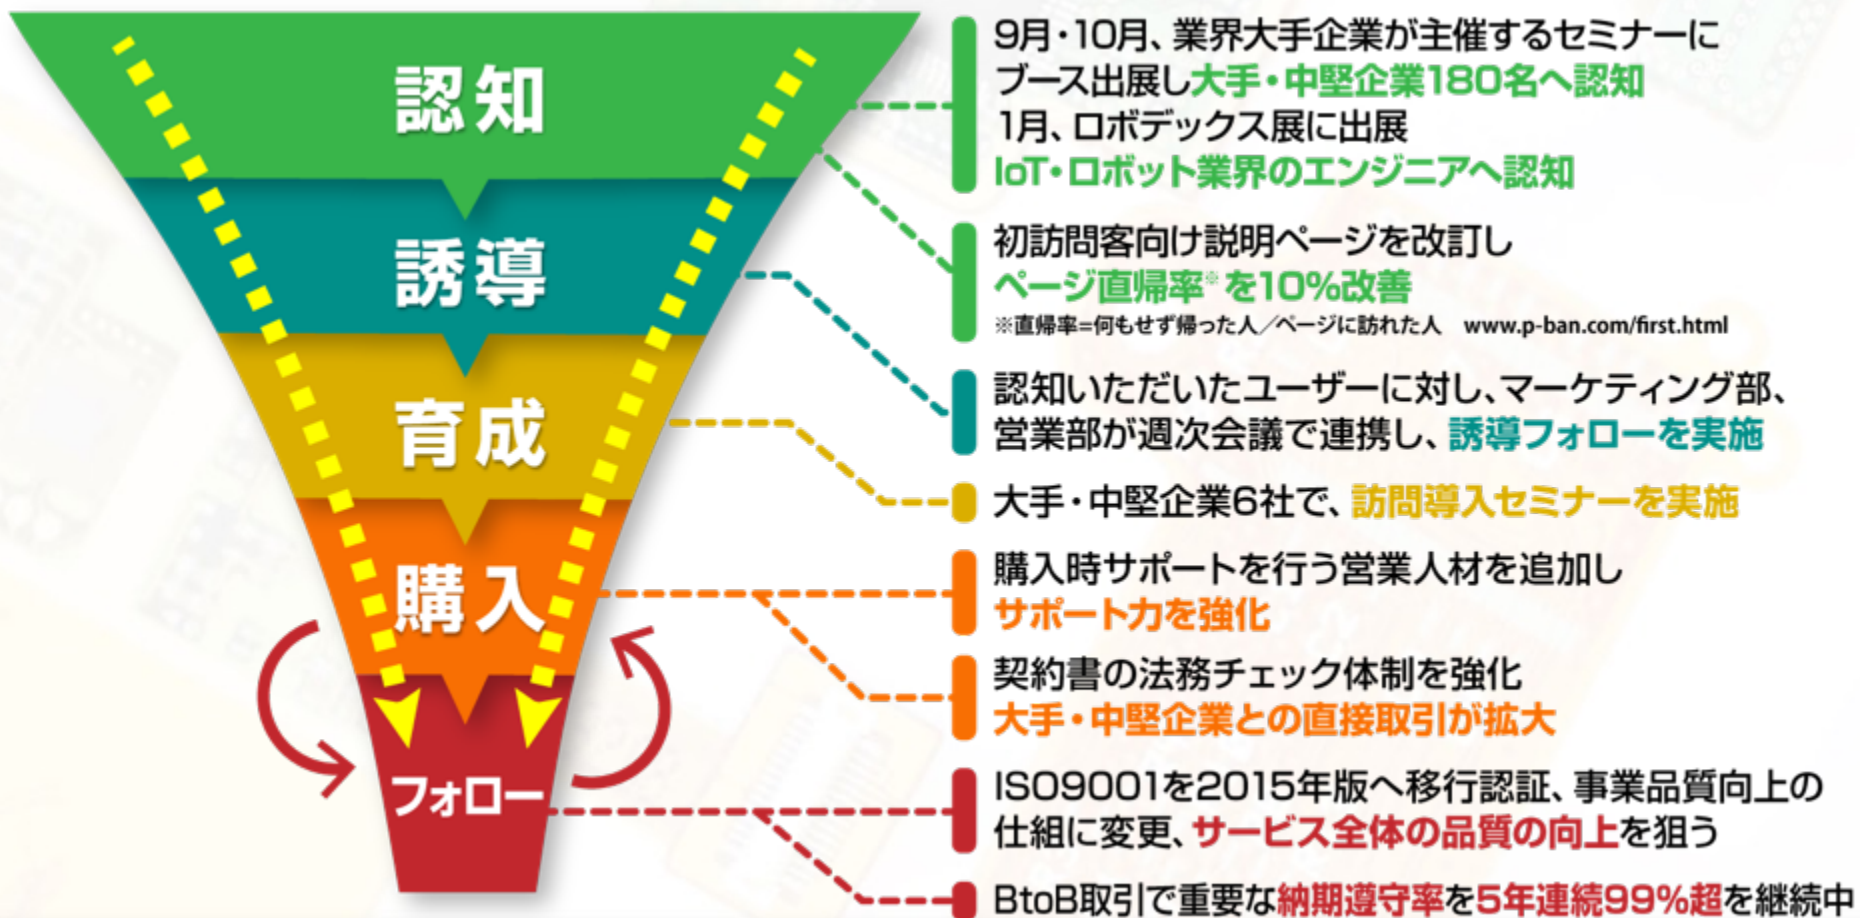 認知
誘導
育成
購入
フォロー
9月・10月、業界大手企業が主催するセミナーに
ブース出展し大手・中堅企業180名へ認知
1月、ロボデックス展に出展
IoT・ロボット業界のエンジニアへ認知
初訪問客向け説明ページを改訂し
ページ直帰率※を10%改善
※直帰率=何もせず帰った人／ページに訪れた人 www.p-ban.com/first.html
認知いただいたユーザーに対し、マーケティング部、
営業部が週次会議で連携し、誘導フォローを実施
大手・中堅企業6社で、訪問導入セミナーを実施
購入時サポートを行う営業人材を追加し
サポート力を強化
契約書の法務チェック体制を強化
大手・中堅企業との直接取引が拡大
ISO9001を2015年版へ移行認証、事業品質向上の
仕組に変更、サービス全体の品質の向上を狙う
BtoB取引で重要な納期遵守率を5年連続99%超を継続中